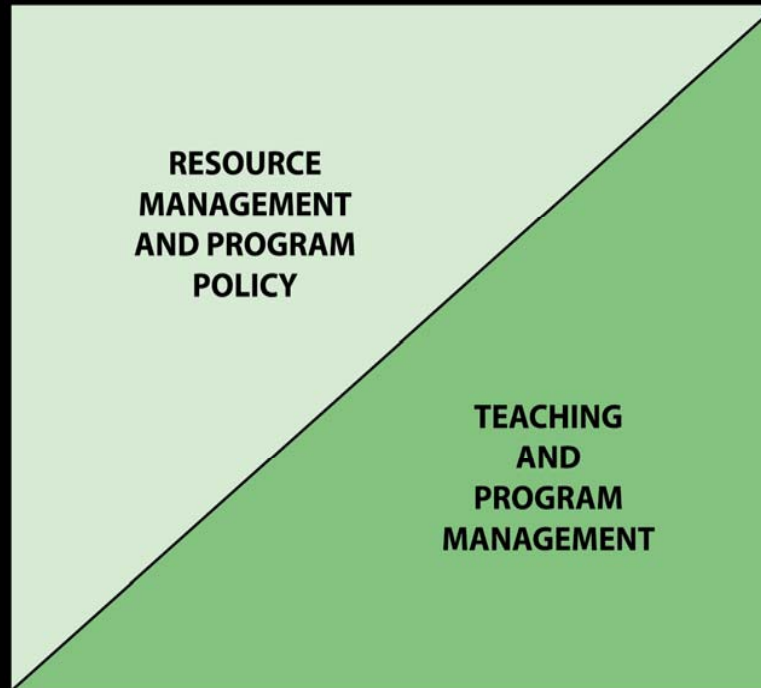 RESOURCE
MANAGEMENT
AND PROGRAM
POLICY
TEACHING
AND
PROGRAM
MANAGEMENT